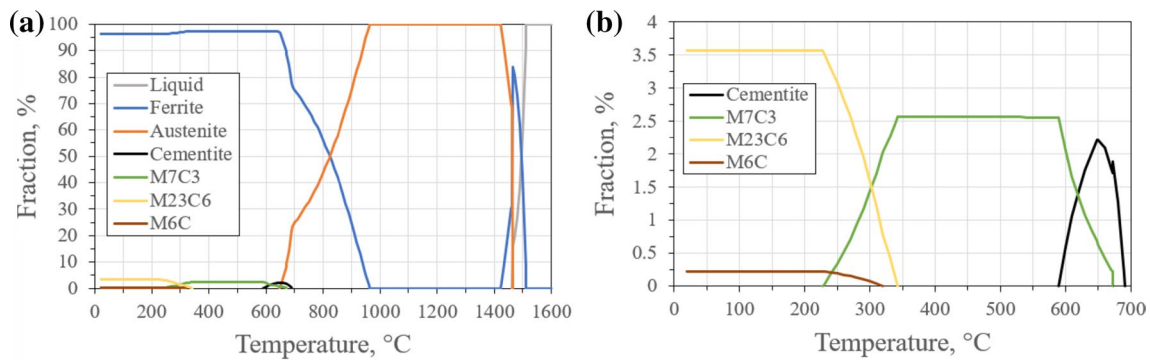 (a)
Fraction, %
100
90
80
70
60
50
40
30
20
10
0
Liquid
Ferrite
Austenite
Cementite
M7C3
M23C6
M6C
0 200 400 600 800 1000 1200 1400 1600
Temperature, °C
(b)
Fraction, %
4
3.5
3
2.5
2
1.5
1
0.5
0
Cementite
M7C3
M23C6
M6C
0 100 200 300 400 500 600 700
Temperature, °C